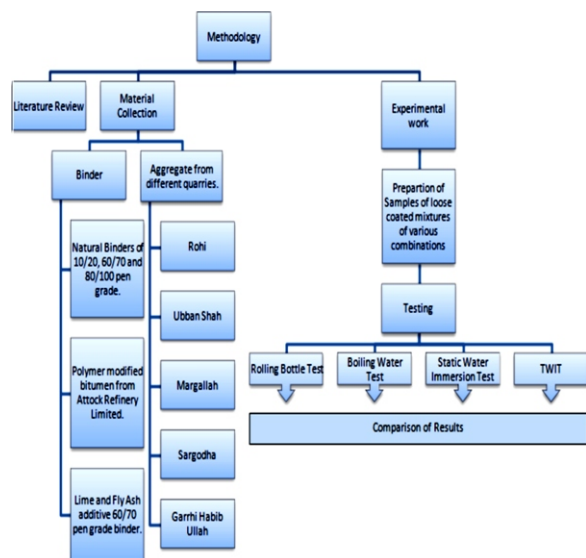 Methodology
Literature Review
Material
Collection
Experimental
work
Binder
Aggregate from
different quarries.
Prepartion of
Samples of loose
coated mixtures
of various
combinations
Natural Binders of
10/20, 60/70 and
80/100 pen
grade.
Rohi
Ubban Shah
Testing
Polymer modified
bitumen from
Attock Refinery
Limited.
Margallah
Rolling Bottle Test
Boiling Water
Test
Static Water
Immersion Test
TWIT
Comparison of Results
Sargodha
Lime and Fly Ash
additive 60/70
pen grade binder.
Garrhi Habib
Ullah